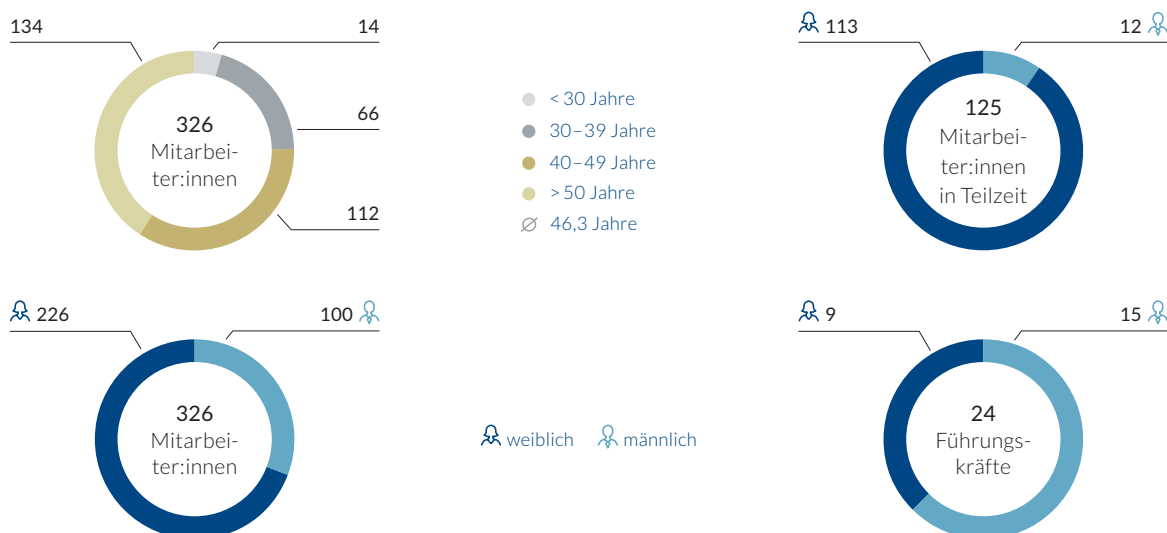 134
14
66
112
326
Mitarbei-
ter:innen
< 30 Jahre
30–39 Jahre
40–49 Jahre
> 50 Jahre
Ø 46,3 Jahre
113
12
125
Mitarbei-
ter:innen
in Teilzeit
226
100
326
Mitarbei-
ter:innen
weiblich männlich
9
15
24
Führungs-
kräfte